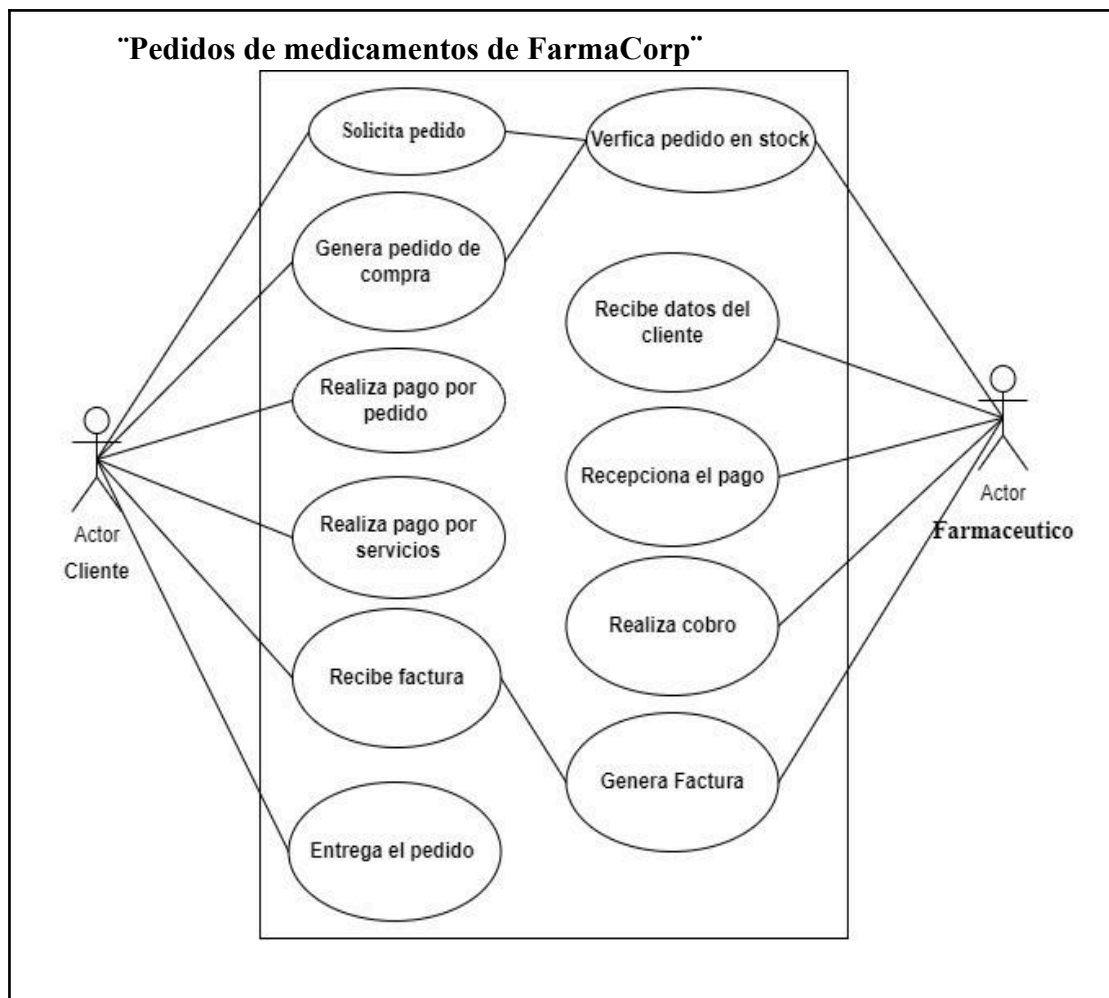 ¨Pedidos de medicamentos de FarmaCorp¨
Solicita pedido
Verfica pedido en stock
Genera pedido de
compra
Recibe datos del
cliente
Realiza pago por
pedido
Recepciona el pago
Realiza pago por
servicios
Realiza cobro
Recibe factura
Genera Factura
Entrega el pedido
Actor
Cliente
Actor
Farmaceutico